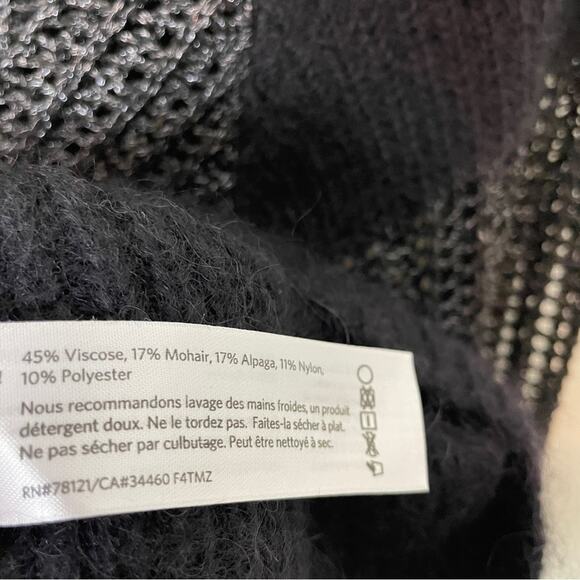 45% Viscose, 17% Mohair, 17% Alpaga, 11% Nylon,
10% Polyester
Nous recommandons lavage des mains froides, un produit
détergent doux. Ne le tordez pas. Faites-la sécher à plat.
Ne pas sécher par culbutage. Peut être nettoyé à sec.
RN#78121/CA#34460 F4TMZ